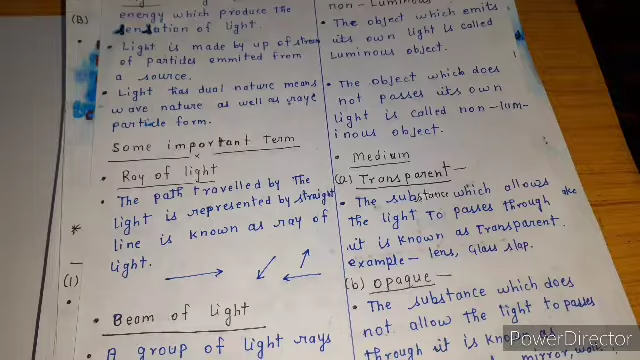 (B)
energy which produce the
sensation of light.
Light is made by up of stream
of particles emmited from
a source.
Light has dual nature means
wave nature as well as
particle form.
Some important Term
Ray of light
The path travelled by The
light is represented by straight
line is known as ray of
light.
(1)
Beam of Light
A group of light rays
non-Luminous
The object which emits
its own light is called
Luminous object.
The object which does
not passes its own
light is called non-lum-
inous object.
Medium
(a) Transparent —
The substance which allows
the light To passes through
it is known as Transparent.
example - lens, Glass slap.
(b) opaque —
The substance which does
not allow the light to passes
through it is known as
mirror,
PowerDirector